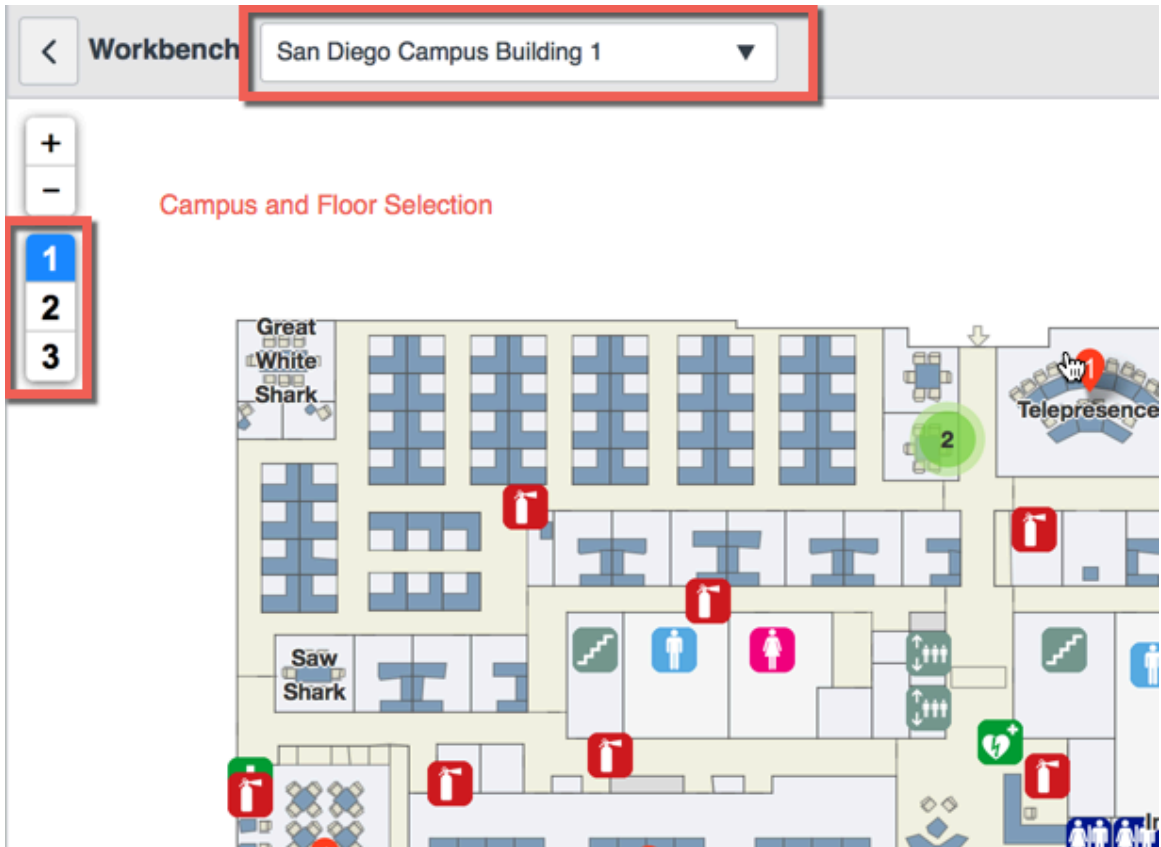 Workbench
San Diego Campus Building 1
+
−
Campus and Floor Selection
1
2
3
Great
White
Shark
1
Telepresence
2
Saw
Shark